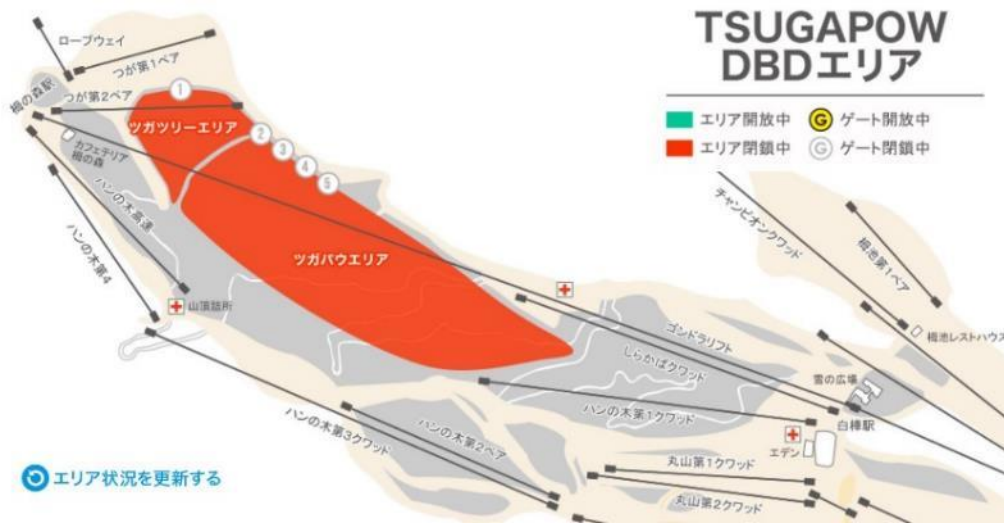 TSUGAPOW
DBDエリア
エリア開放中
G ゲート開放中
エリア閉鎖中
G ゲート閉鎖中
ロープウェイ
つが第1ペア
栂の森駅
つが第2ペア
1
ツガツリーエリア
2
3
4
5
カフェテリア
栂の森
ハンの木高速
ハンの木第4
ツガパウエリア
山頂詰所
チャンピオンクワッド
栂池第1ペア
栂池レストハウス
ゴンドラリフト
しらかばクワッド
雪の広場
白樺駅
ハンの木第1クワッド
ハンの木第2ペア
ハンの木第3クワッド
エデン
丸山第1クワッド
丸山第2クワッド
エリア状況を更新する